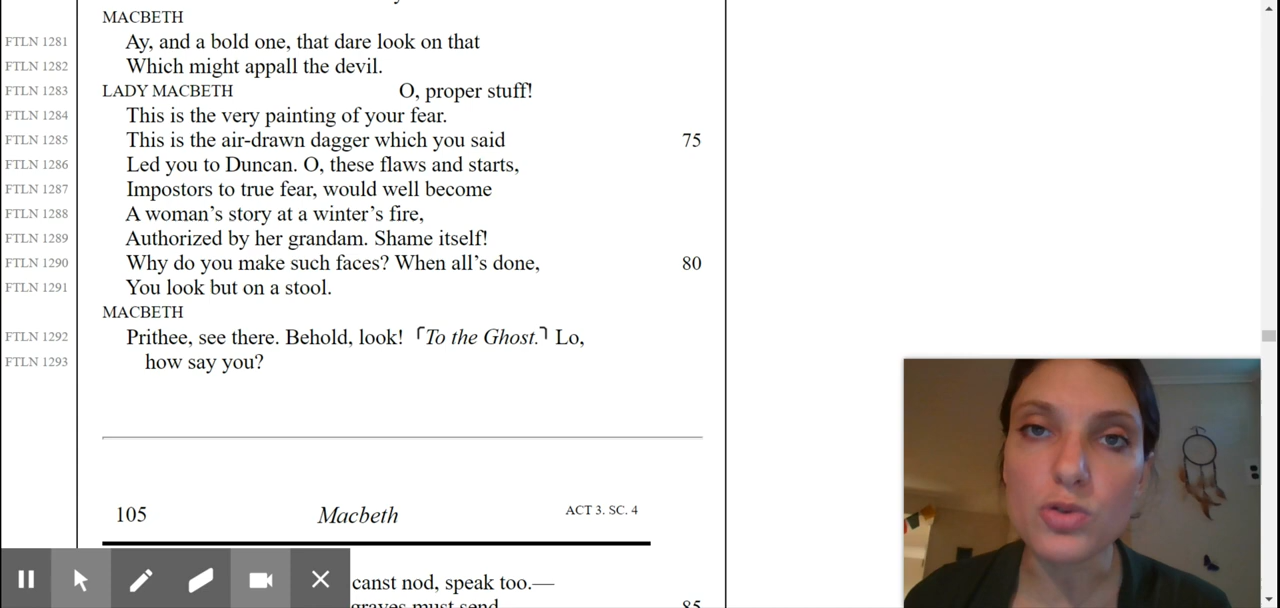 MACBETH
FTLN 1281 Ay, and a bold one, that dare look on that
FTLN 1282 Which might appall the devil.
FTLN 1283 LADY MACBETH O, proper stuff!
FTLN 1284 This is the very painting of your fear.
FTLN 1285 This is the air-drawn dagger which you said 75
FTLN 1286 Led you to Duncan. O, these flaws and starts,
FTLN 1287 Impostors to true fear, would well become
FTLN 1288 A woman’s story at a winter’s fire,
FTLN 1289 Authorized by her grandam. Shame itself!
FTLN 1290 Why do you make such faces? When all’s done, 80
FTLN 1291 You look but on a stool.
MACBETH
FTLN 1292 Prithee, see there. Behold, look! ⌜To the Ghost.⌝ Lo,
FTLN 1293 how say you?
105 Macbeth ACT 3. SC. 4
canst nod, speak too.—
graves must send 85